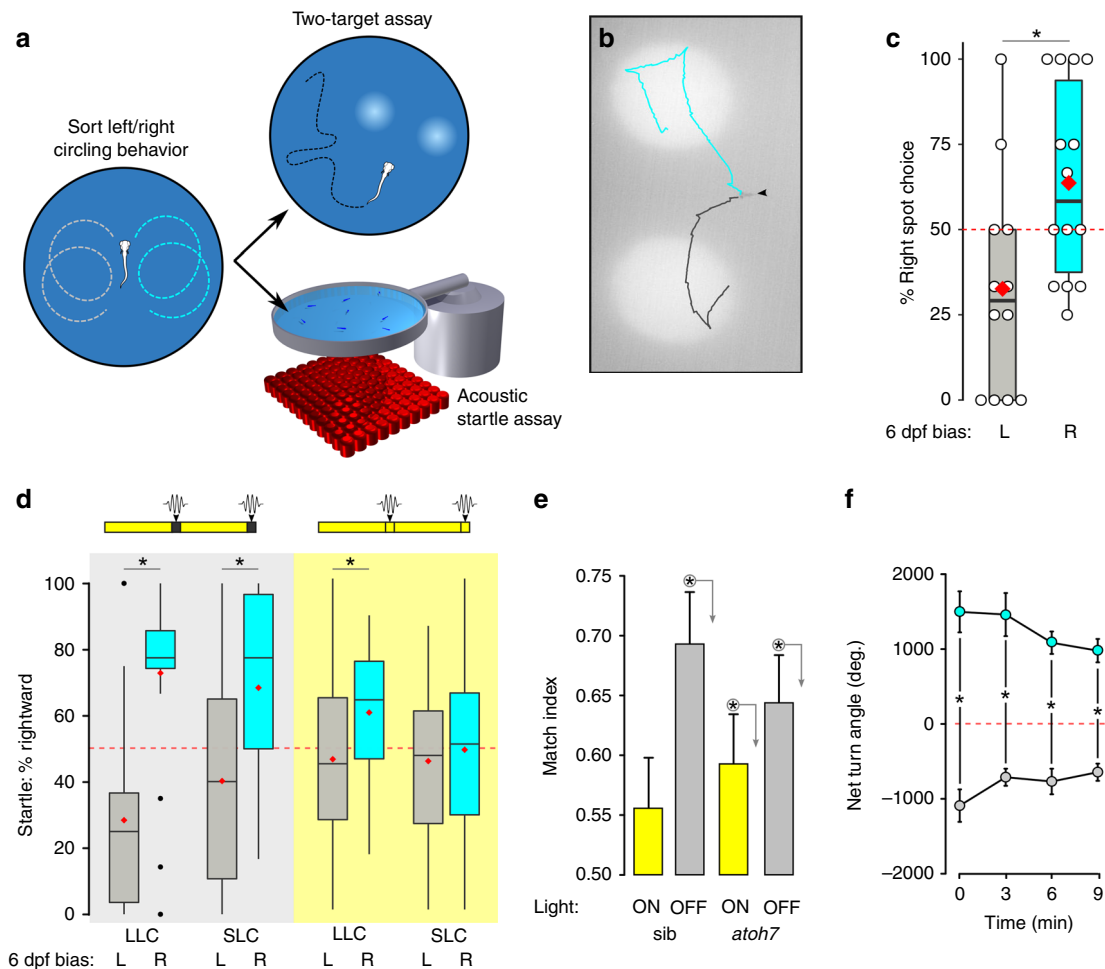 a
Two-target assay
Sort left/right
circling behavior
Acoustic
startle assay
b
c
*
% Right spot choice
100
75
50
25
0
6 dpf bias: L R
d
* * *
Startle: % rightward
100
80
60
40
20
0
LLC SLC LLC SLC
6 dpf bias: L R L R L R L R
e
Match index
0.75
0.70
0.65
0.60
0.55
0.50
* * *
Light: ON OFF ON OFF
sib atoh7
f
Net turn angle (deg.)
2000
1000
0
−1000
−2000
* * * *
0 3 6 9
Time (min)